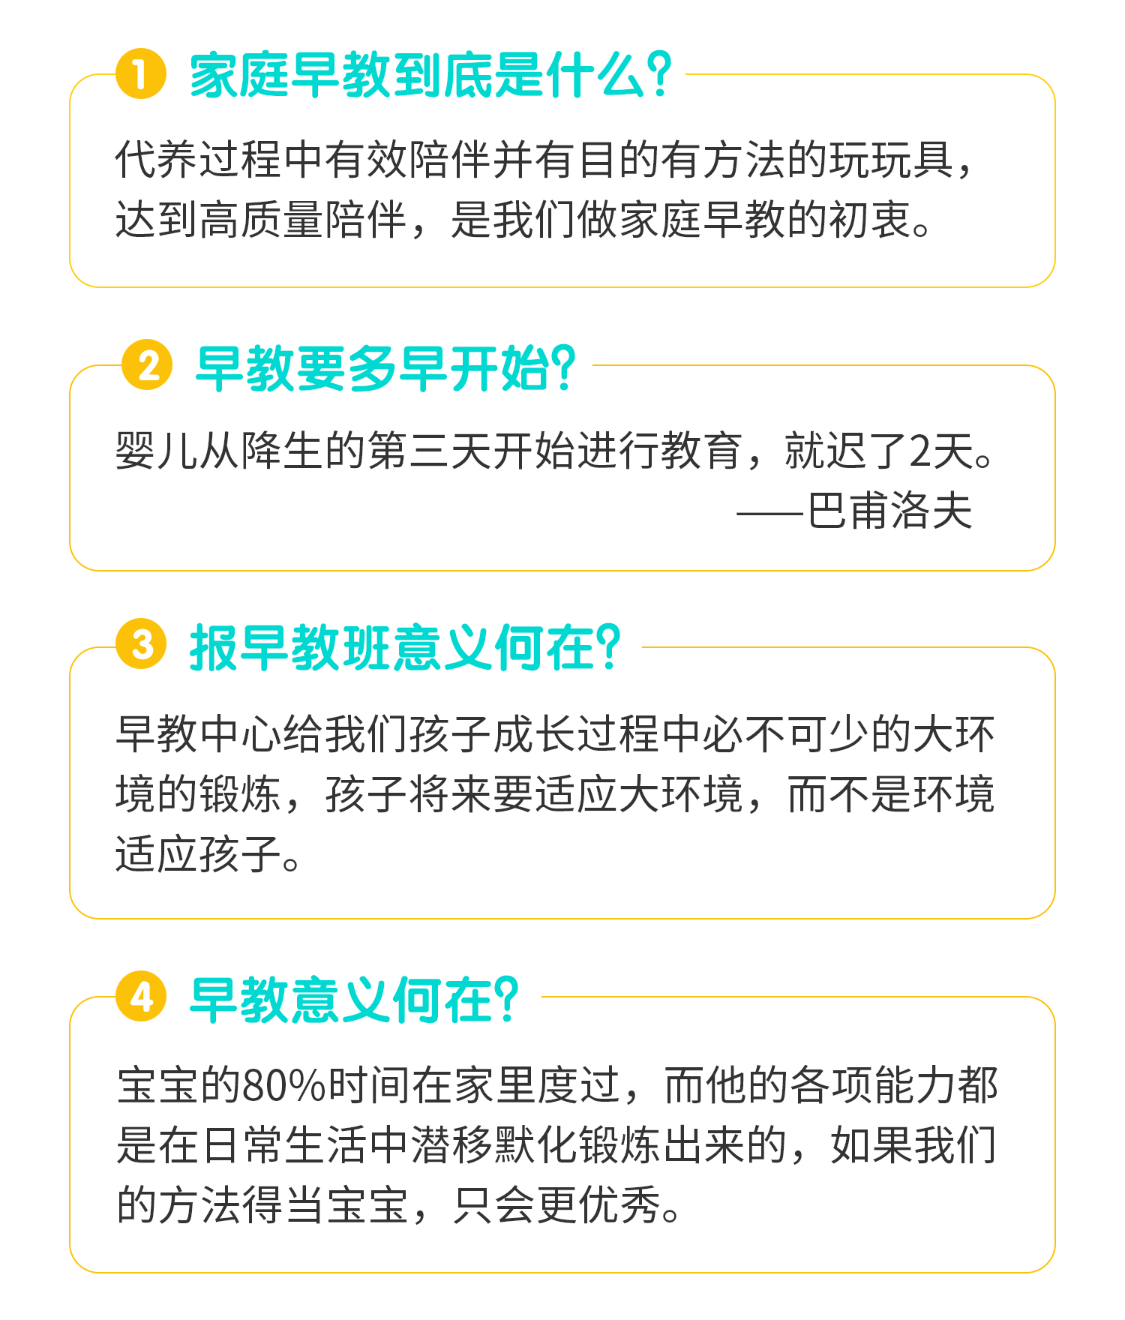 1 家庭早教到底是什么?
代养过程中有效陪伴并有目的有方法的玩玩具，
达到高质量陪伴，是我们做家庭早教的初衷。
2 早教要多早开始?
婴儿从降生的第三天开始进行教育，就迟了2天。
——巴甫洛夫
3 报早教班意义何在?
早教中心给我们孩子成长过程中必不可少的大环
境的锻炼，孩子将来要适应大环境，而不是环境
适应孩子。
4 早教意义何在?
宝宝的80%时间在家里度过，而他的各项能力都
是在日常生活中潜移默化锻炼出来的，如果我们
的方法得当宝宝，只会更优秀。